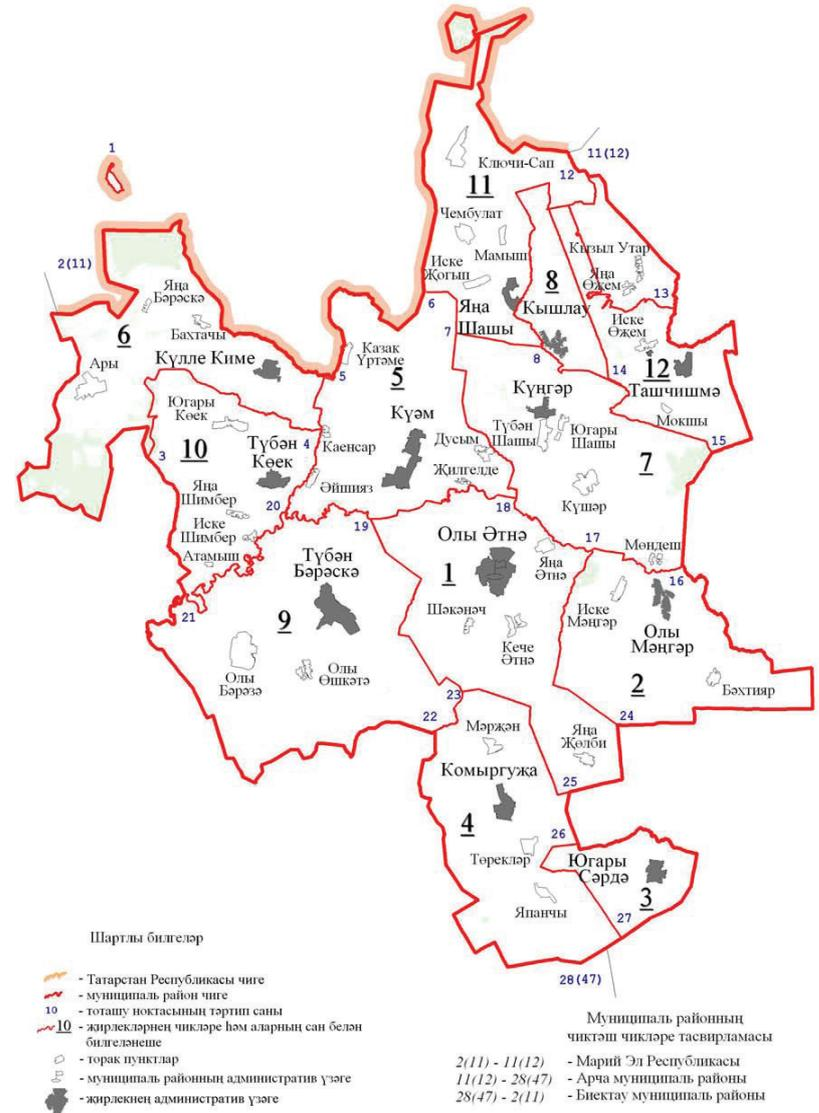 1
11(12)
Ключи-Сап
12
11
Чембулат
Мамыш
Кызыл Утар
2(11)
Иске
Җөгып
8
Яңа
Өҗем
13
Яңа
Бәрәскә
6
Яңа
Шашы
Кышлау
7
Бахтачы
Иске
Өҗем
6
Күлле Киме
Казак
Үртәме
8
14
12
Ташчишмә
Ары
5
5
Күңгәр
Мокшы
Югары
Көек
Күәм
Түбән
Шашы
Югары
Шашы
15
3
10
Түбән
Көек
4
Каенсар
Дусым
7
Җилгелде
Күшәр
Яңа
Шимбер
20
Әйшияз
18
Иске
Шимбер
19
Олы Әтнә
17
Мөндеш
Атамыш
Түбән
Бәрәскә
1
Яңа
Әтнә
16
21
Иске
Мәңгәр
Шәкәнәч
Олы
Мәңгәр
9
Кече
Әтнә
Олы
Бәрәзә
Олы
Өшкәтә
2
Бәхтияр
23
22
24
Мәрҗән
Яңа
Җөлби
Комыргуҗа
25
4
26
Төрекләр
Югары
Сәрдә
3
Япанчы
27
28(47)
Шартлы билгеләр
- Татарстан Республикасы чиге
- муниципаль район чиге
10 - тоташу ноктасының тәртип саны
10 - җирлекләрнең чикләре һәм аларның сан белән
билгеләнеше
- торак пунктлар
- муниципаль районның административ үзәге
- җирлекнең административ үзәге
Муниципаль районның
чиктәш чикләре тасвирламасы
2(11) - 11(12) - Марий Эл Республикасы
11(12) - 28(47) - Арча муниципаль районы
28(47) - 2(11) - Биектау муниципаль районы